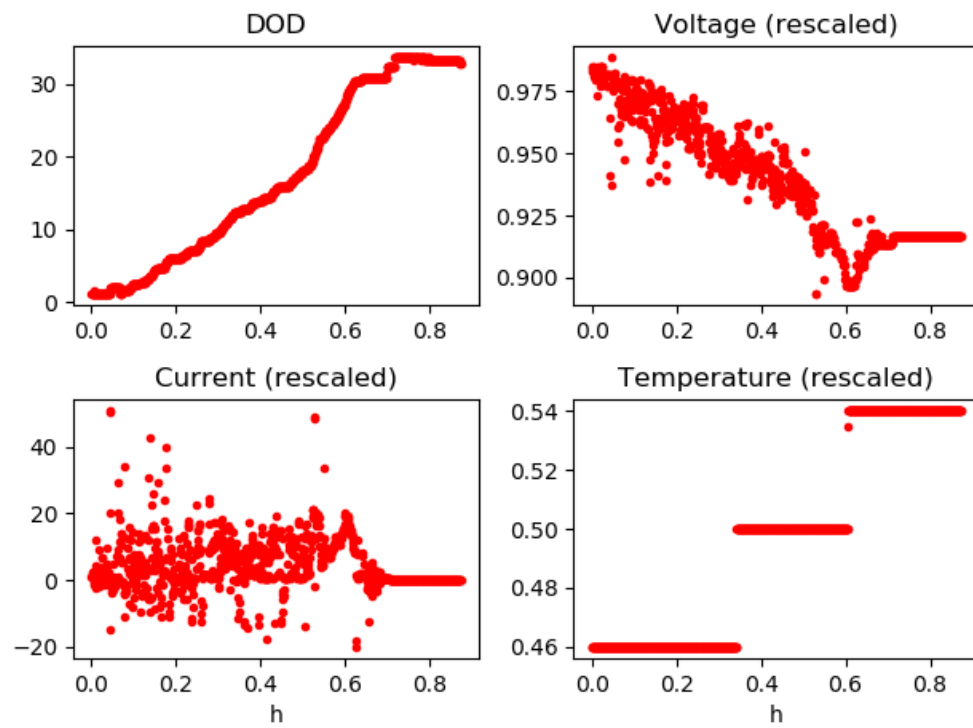 DOD
30
20
10
0
0.0 0.2 0.4 0.6 0.8
Voltage (rescaled)
0.975
0.950
0.925
0.900
0.0 0.2 0.4 0.6 0.8
Current (rescaled)
40
20
0
−20
0.0 0.2 0.4 0.6 0.8
h
Temperature (rescaled)
0.54
0.52
0.50
0.48
0.46
0.0 0.2 0.4 0.6 0.8
h